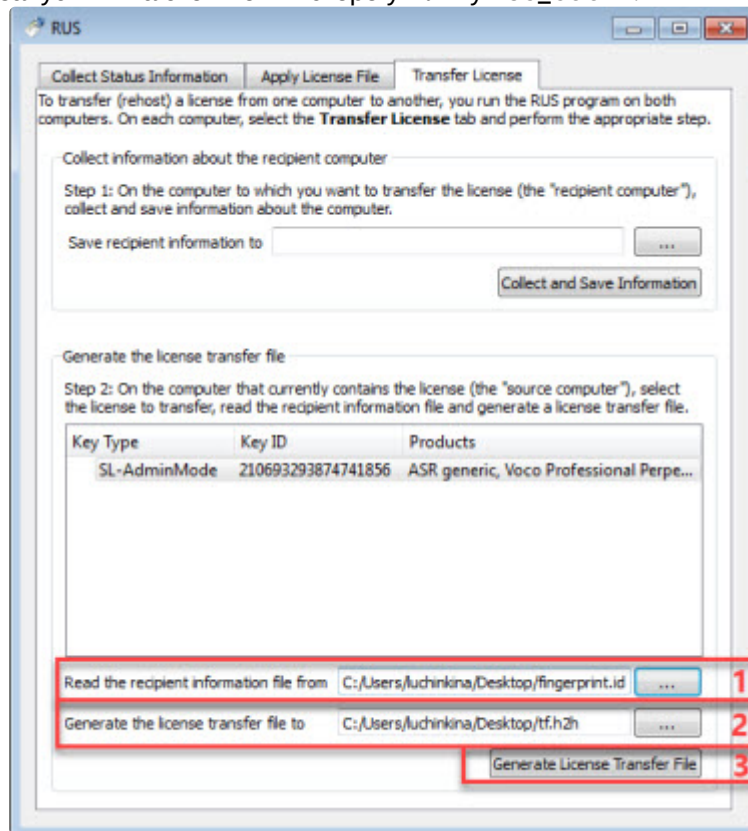 RUS
Collect Status Information Apply License File Transfer License
To transfer (rehost) a license from one computer to another, you run the RUS program on both
computers. On each computer, select the Transfer License tab and perform the appropriate step.
Collect information about the recipient computer
Step 1: On the computer to which you want to transfer the license (the "recipient computer"),
collect and save information about the computer.
Save recipient information to ...
Collect and Save Information
Generate the license transfer file
Step 2: On the computer that currently contains the license (the "source computer"), select
the license to transfer, read the recipient information file and generate a license transfer file.
Key Type Key ID Products
SL-AdminMode 210693293874741856 ASR generic, Voco Professional Perpe...
Read the recipient information file from C:/Users/luchinkina/Desktop/fingerprint.id ... 1
Generate the license transfer file to C:/Users/luchinkina/Desktop/tf.h2h ... 2
Generate License Transfer File 3